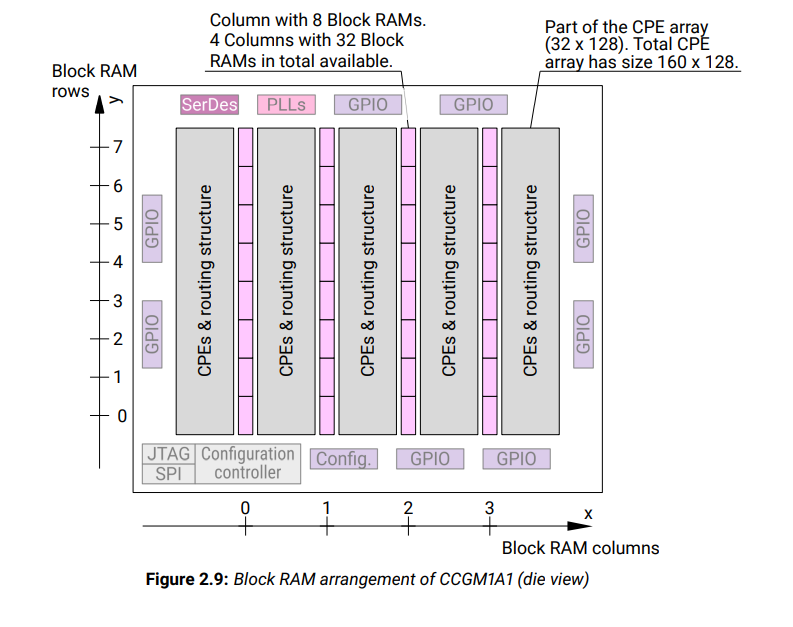 Column with 8 Block RAMs.
4 Columns with 32 Block
RAMs in total available.
Part of the CPE array
(32 x 128). Total CPE
array has size 160 x 128.
Block RAM
rows
y
SerDes
PLLs
GPIO
GPIO
7
6
5
4
3
2
1
0
GPIO
GPIO
CPEs & routing structure
CPEs & routing structure
CPEs & routing structure
CPEs & routing structure
CPEs & routing structure
GPIO
GPIO
JTAG
SPI
Configuration
controller
Config.
GPIO
GPIO
0
1
2
3
x
Block RAM columns
Figure 2.9: Block RAM arrangement of CCGM1A1 (die view)